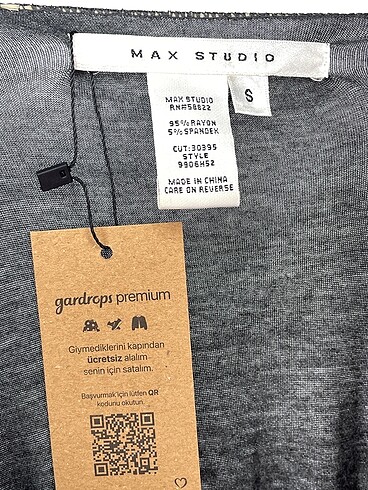 MAX STUDIO
S
MAX STUDIO
RN#58822
95% RAYON
5% SPANDEX
CUT: 30395
STYLE
9906H52
MADE IN CHINA
CARE ON REVERSE
gardrops premium
Giymediklerini kapından
ücretsiz alalım
senin için satalım.
Başvurmak için lütfen QR
kodunu okutun.